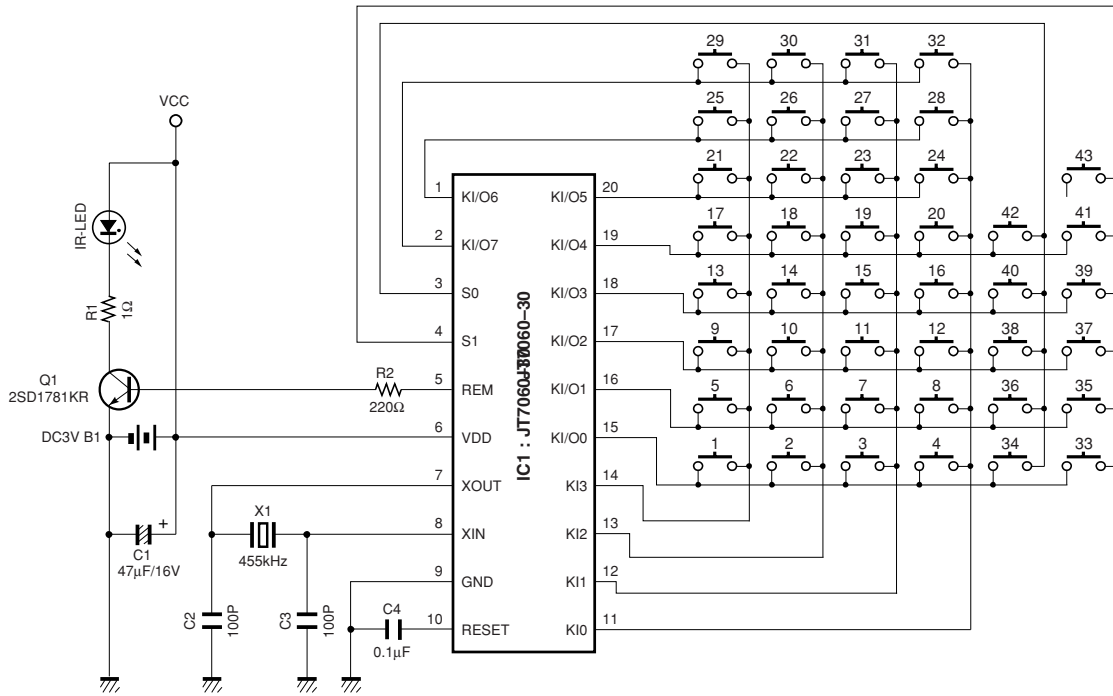 29 30 31 32
25 26 27 28
21 22 23 24 43
17 18 19 20 42 41
13 14 15 16 40 39
9 10 11 12 38 37
5 6 7 8 36 35
1 2 3 4 34 33
VCC
IR-LED
R1
1Ω
Q1
2SD1781KR
DC3V B1
C1
47μF/16V
+
R2
220Ω
X1
455kHz
C2
100P
C3
100P
C4
0.1μF
1 KI/O6
2 KI/O7
3 S0
4 S1
5 REM
6 VDD
7 XOUT
8 XIN
9 GND
10 RESET
KI/O5 20
KI/O4 19
KI/O3 18
KI/O2 17
KI/O1 16
KI/O0 15
KI3 14
KI2 13
KI1 12
KI0 11
IC1 : JT7060-30